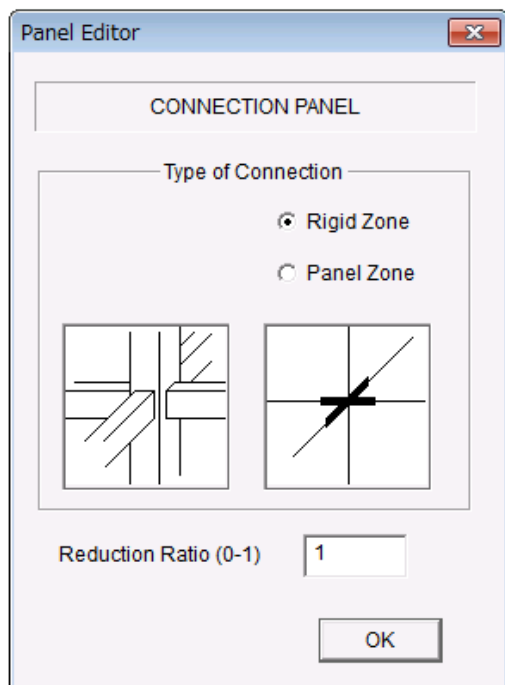 Panel Editor
CONNECTION PANEL
Type of Connection
Rigid Zone
Panel Zone
Reduction Ratio (0-1)
1
OK